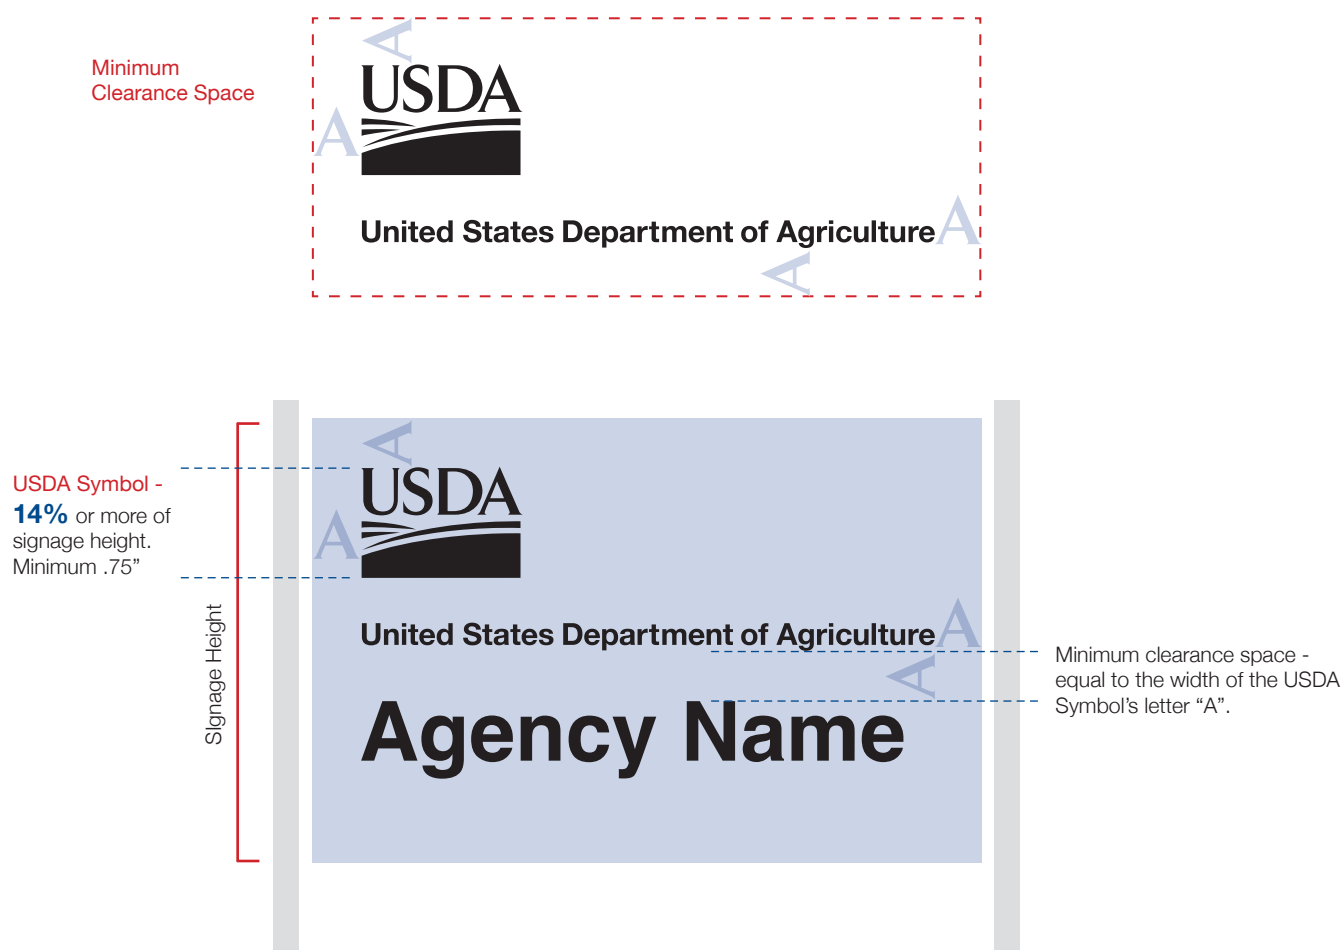 A
Minimum
Clearance Space
USDA
A
United States Department of Agriculture A
A
A
USDA Symbol -
14% or more of
signage height.
Minimum .75”
USDA
A
SIgnage Height
United States Department of Agriculture A
A
Minimum clearance space -
equal to the width of the USDA
Symbol’s letter “A”.
Agency Name